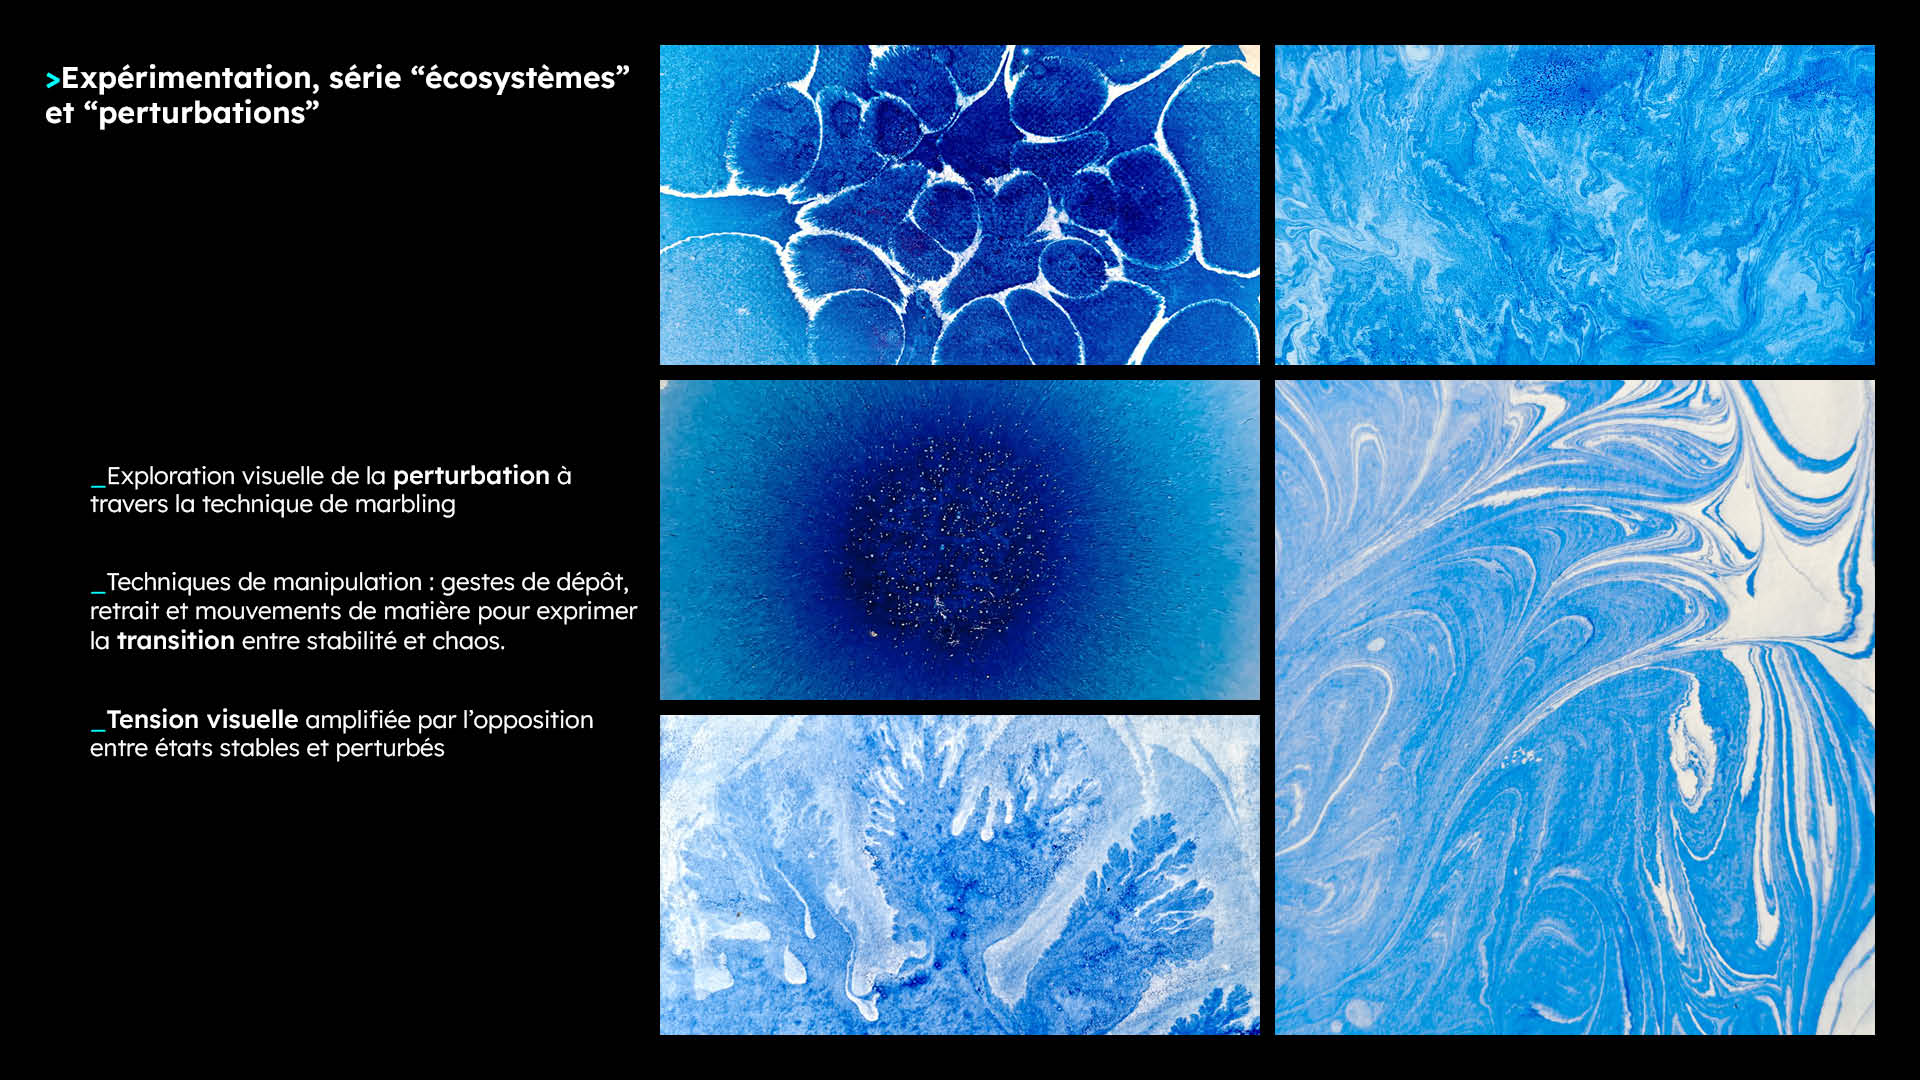 >Expérimentation, série “écosystèmes”
et “perturbations”
_Exploration visuelle de la perturbation à
travers la technique de marbling
_Techniques de manipulation : gestes de dépôt,
retrait et mouvements de matière pour exprimer
la transition entre stabilité et chaos.
_Tension visuelle amplifiée par l’opposition
entre états stables et perturbés